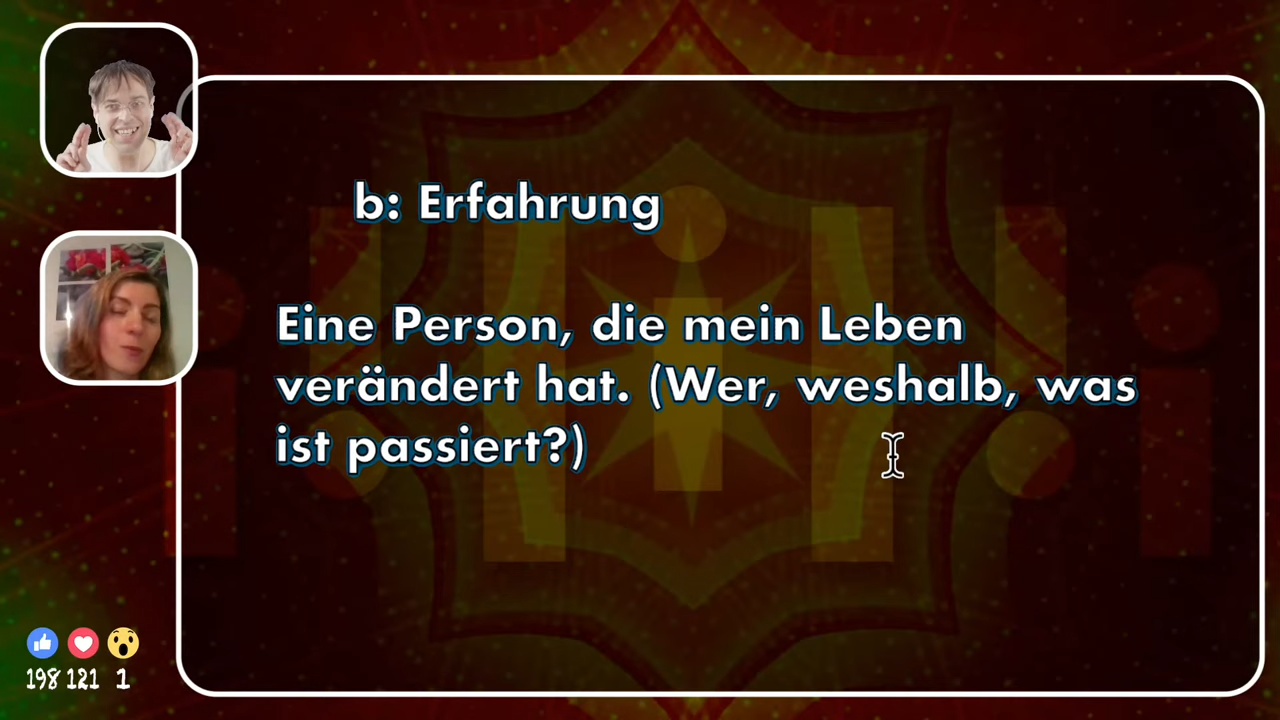 b: Erfahrung
Eine Person, die mein Leben
verändert hat. (Wer, weshalb, was
ist passiert?)
198 121 1